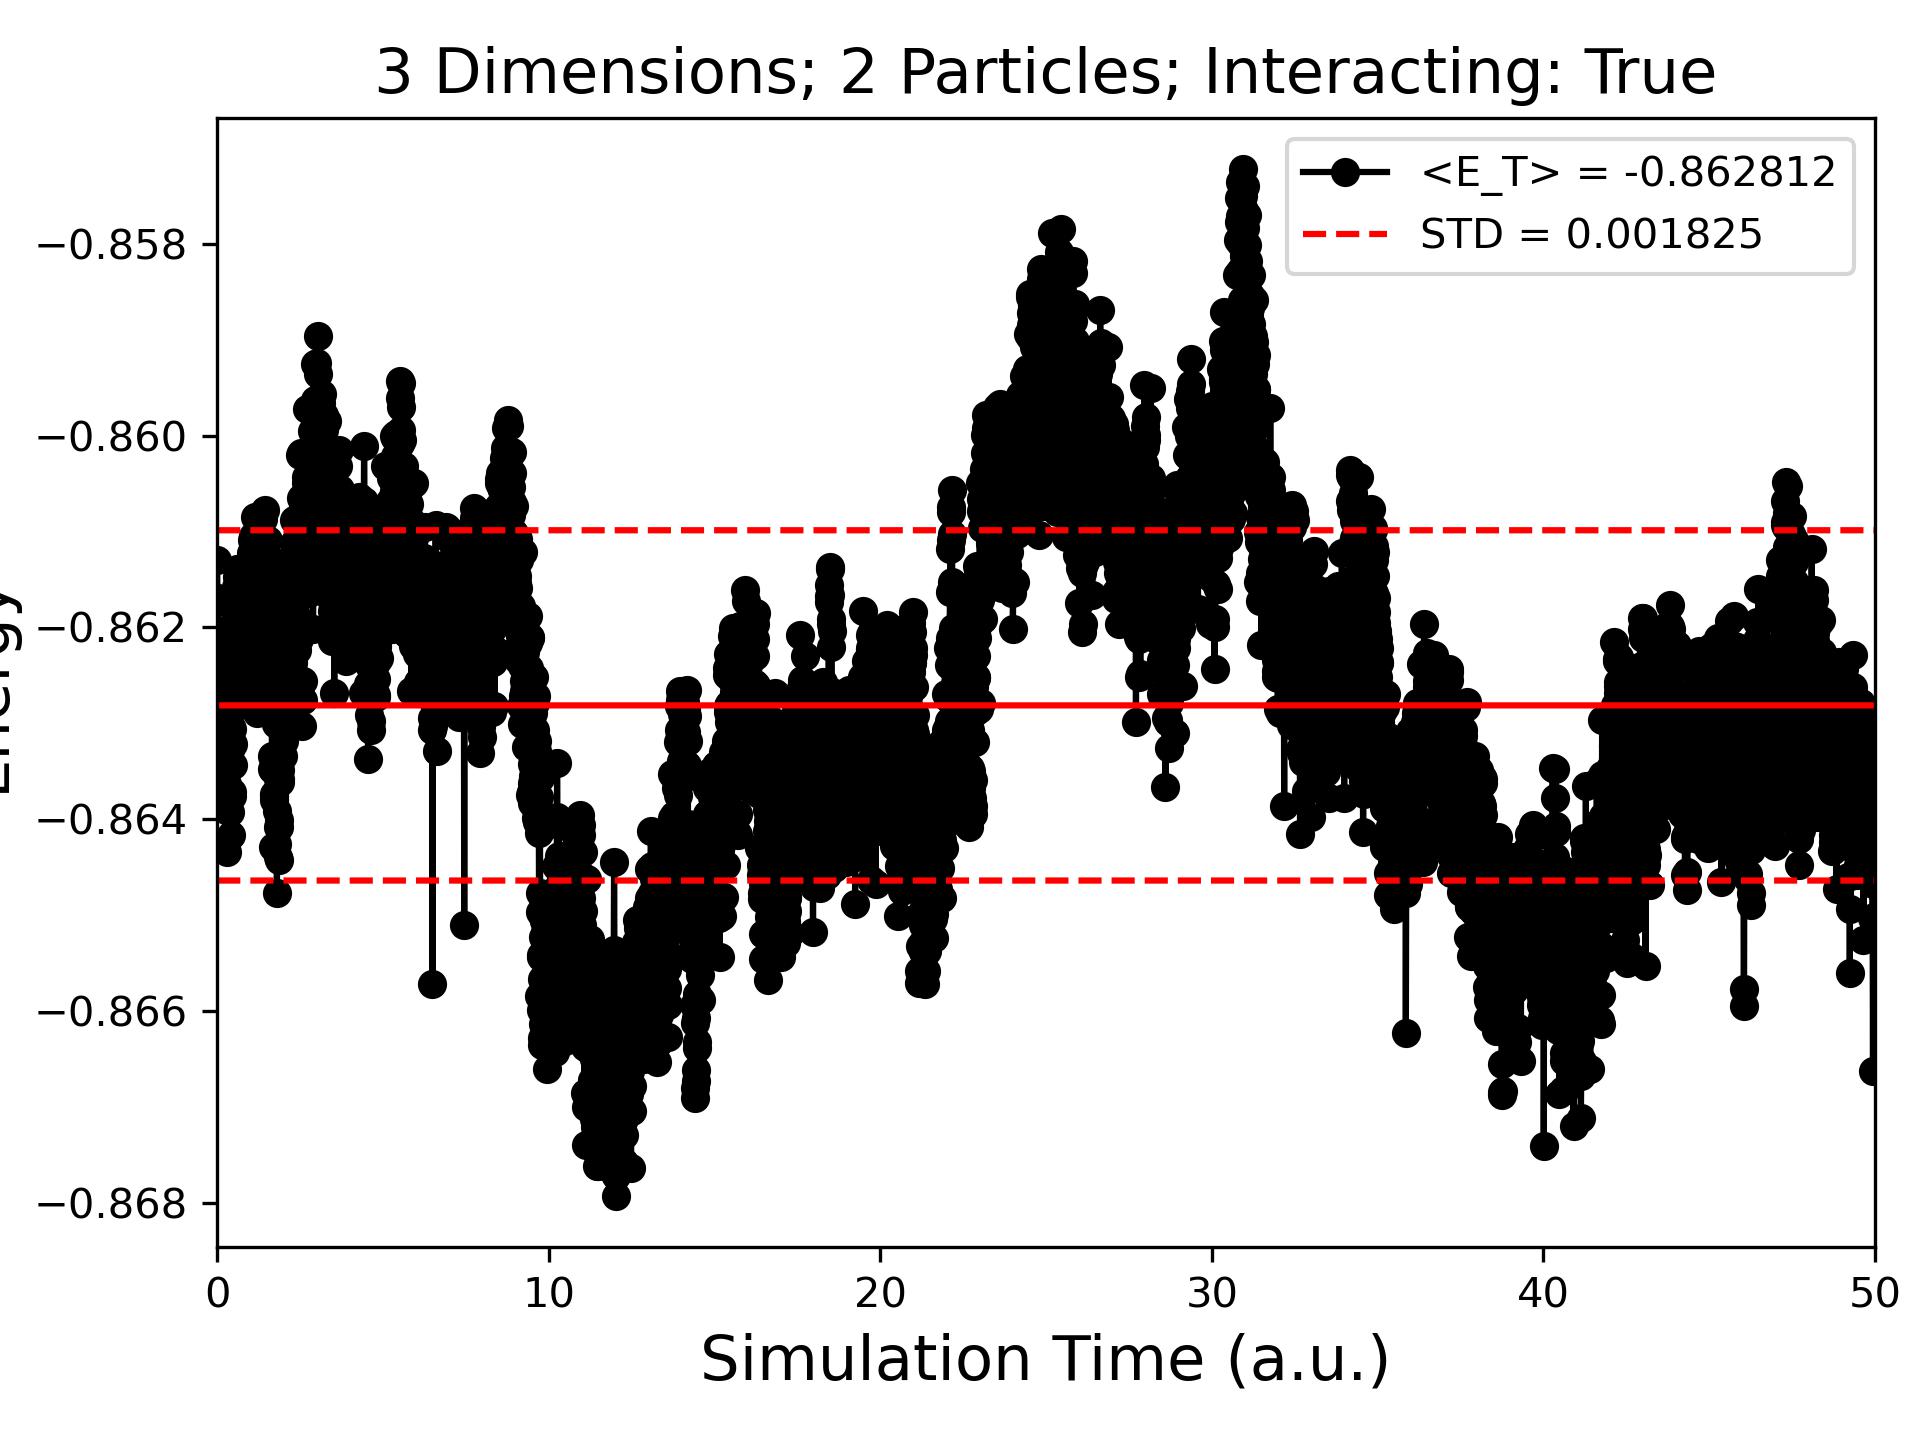 3 Dimensions; 2 Particles; Interacting: True
<E_T> = -0.862812
STD = 0.001825
−0.858
−0.860
−0.862
−0.864
−0.866
−0.868
Energy
0 10 20 30 40 50
Simulation Time (a.u.)